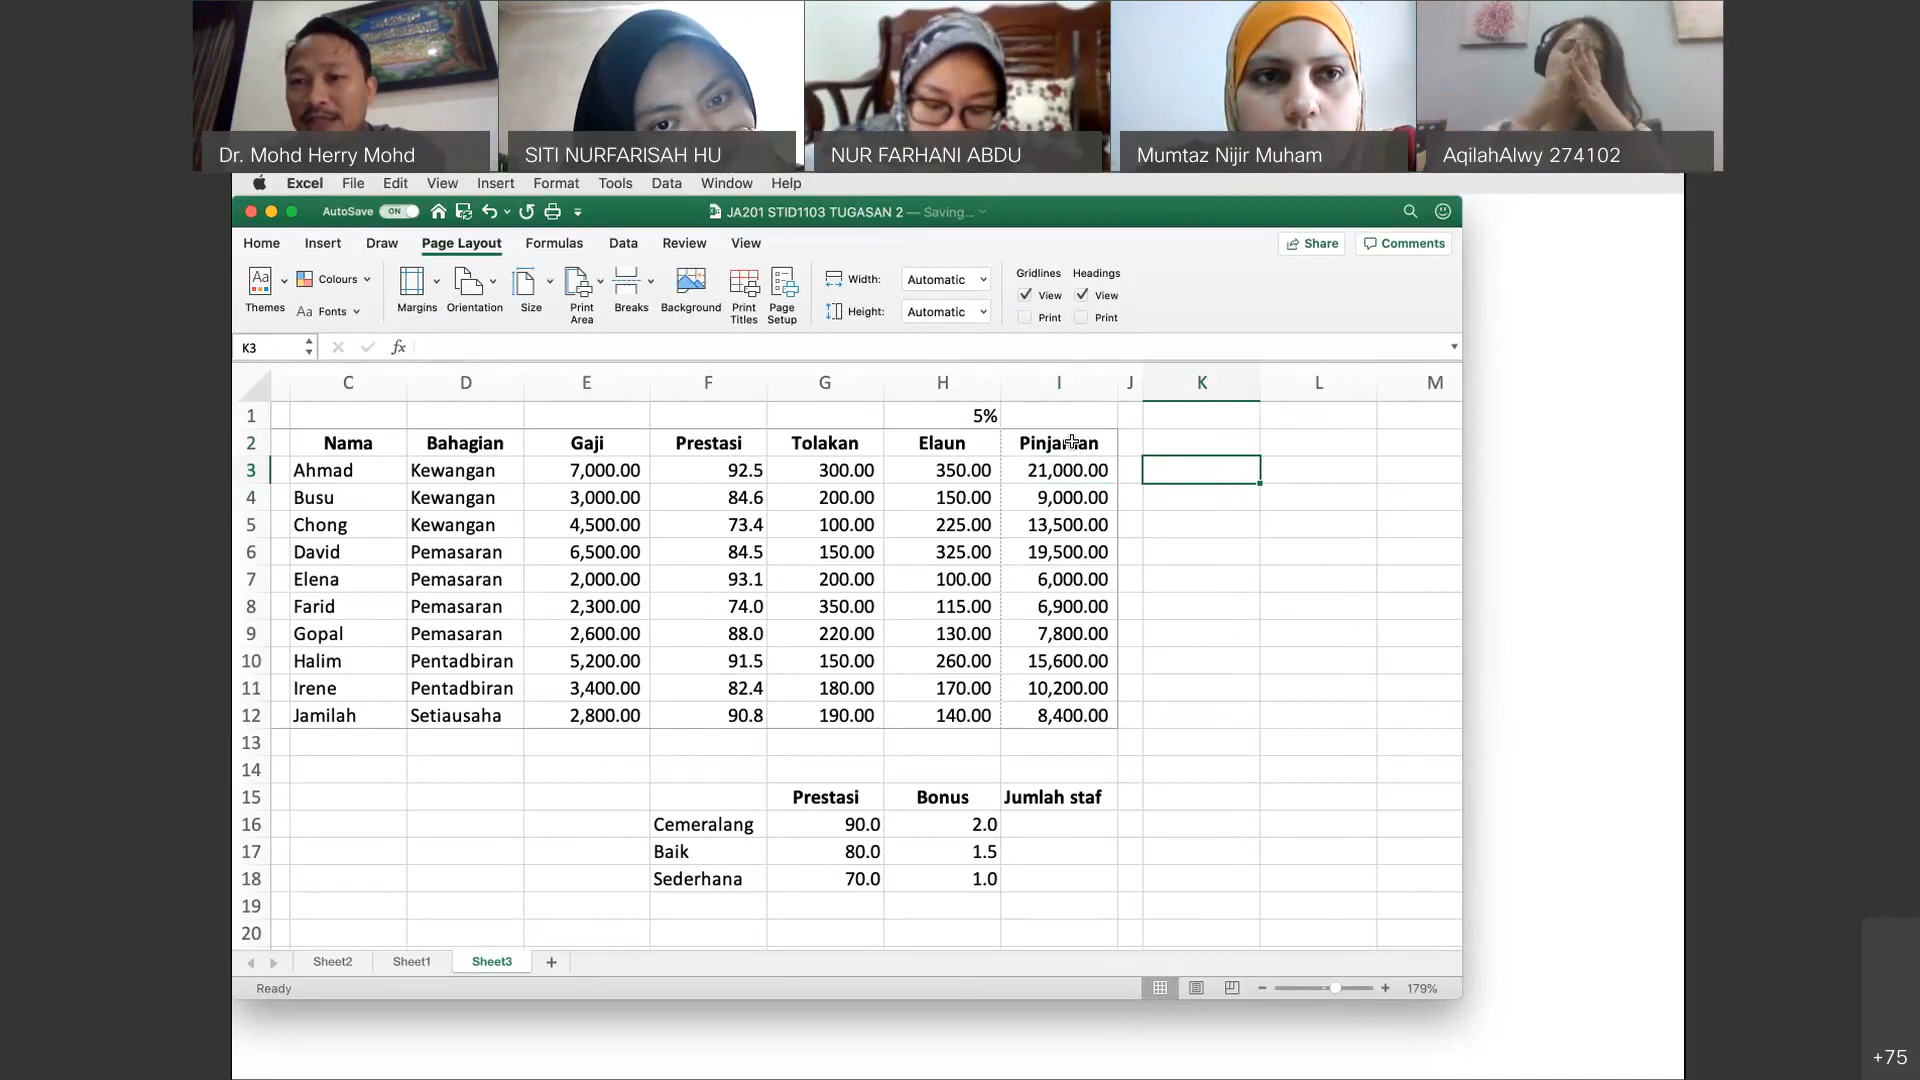 Dr. Mohd Herry Mohd
SITI NURFARISAH HU
NUR FARHANI ABDU
Mumtaz Nijir Muham
AqilahAlwy 274102
Excel File Edit View Insert Format Tools Data Window Help
AutoSave ON JA201 STID1103 TUGASAN 2 — Saving...
Home Insert Draw Page Layout Formulas Data Review View Share Comments
Themes Colours Aa Fonts Margins Orientation Size Print Area Breaks Background Print Titles Page Setup
Width: Automatic
Height: Automatic
Gridlines Headings
View View
Print Print
K3 fx
C D E F G H I J K L M
1 5%
2 Nama Bahagian Gaji Prestasi Tolakan Elaun Pinjaman
3 Ahmad Kewangan 7,000.00 92.5 300.00 350.00 21,000.00
4 Busu Kewangan 3,000.00 84.6 200.00 150.00 9,000.00
5 Chong Kewangan 4,500.00 73.4 100.00 225.00 13,500.00
6 David Pemasaran 6,500.00 84.5 150.00 325.00 19,500.00
7 Elena Pemasaran 2,000.00 93.1 200.00 100.00 6,000.00
8 Farid Pemasaran 2,300.00 74.0 350.00 115.00 6,900.00
9 Gopal Pemasaran 2,600.00 88.0 220.00 130.00 7,800.00
10 Halim Pentadbiran 5,200.00 91.5 150.00 260.00 15,600.00
11 Irene Pentadbiran 3,400.00 82.4 180.00 170.00 10,200.00
12 Jamilah Setiausaha 2,800.00 90.8 190.00 140.00 8,400.00
13
14
15 Prestasi Bonus Jumlah staf
16 Cemeralang 90.0 2.0
17 Baik 80.0 1.5
18 Sederhana 70.0 1.0
19
20
Sheet2 Sheet1 Sheet3
Ready 179%
+75